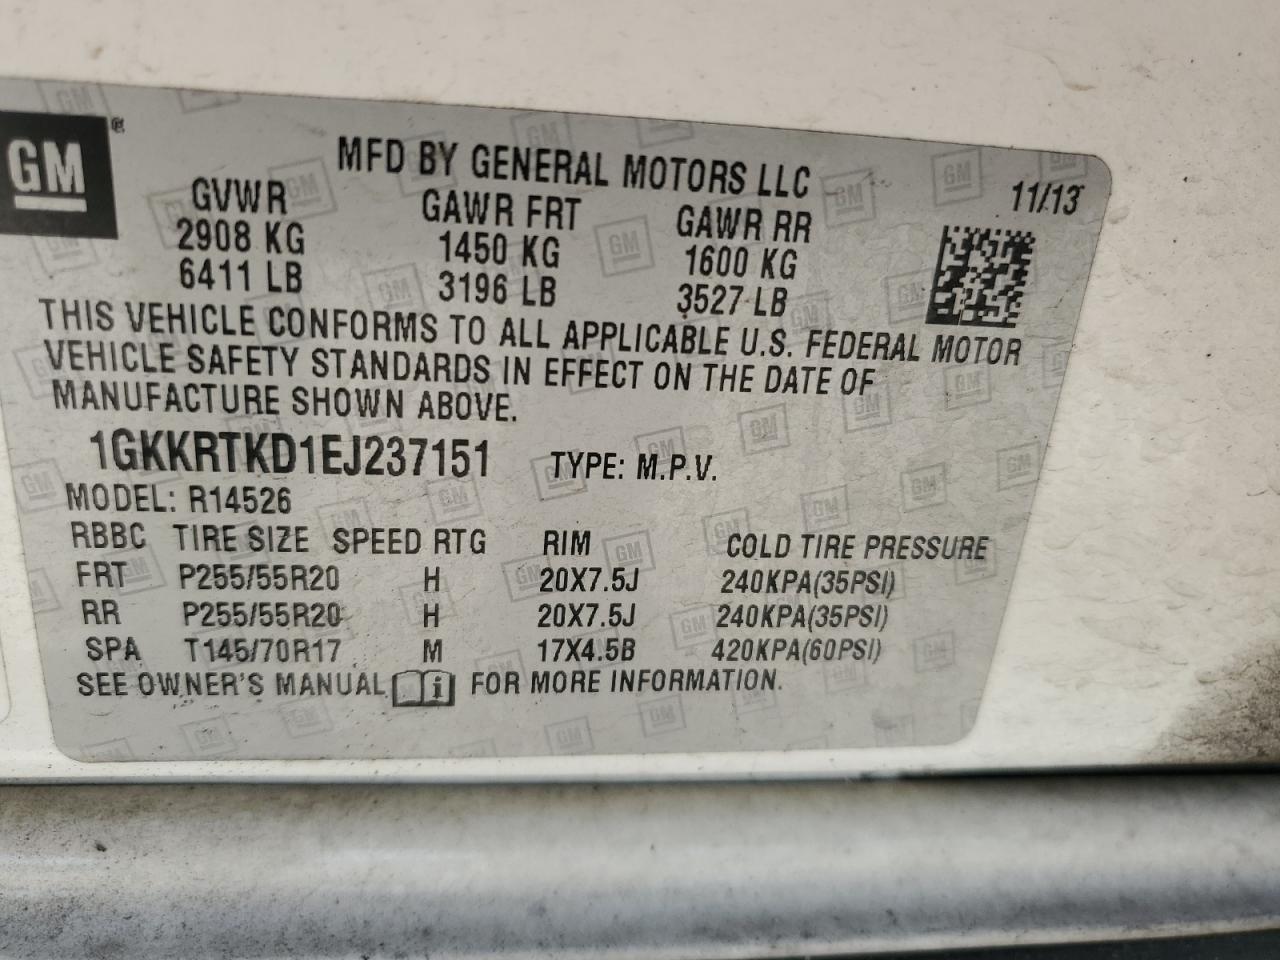 GM
MFD BY GENERAL MOTORS LLC
11/13
GVWR GAWR FRT GAWR RR
2908 KG 1450 KG 1600 KG
6411 LB 3196 LB 3527 LB
THIS VEHICLE CONFORMS TO ALL APPLICABLE U.S. FEDERAL MOTOR
VEHICLE SAFETY STANDARDS IN EFFECT ON THE DATE OF
MANUFACTURE SHOWN ABOVE.
1GKKRTKD1EJ237151 TYPE: M.P.V.
MODEL: R14526
RBBC TIRE SIZE SPEED RTG RIM COLD TIRE PRESSURE
FRT P255/55R20 H 20X7.5J 240KPA(35PSI)
RR P255/55R20 H 20X7.5J 240KPA(35PSI)
SPA T145/70R17 M 17X4.5B 420KPA(60PSI)
SEE OWNER'S MANUAL i FOR MORE INFORMATION.